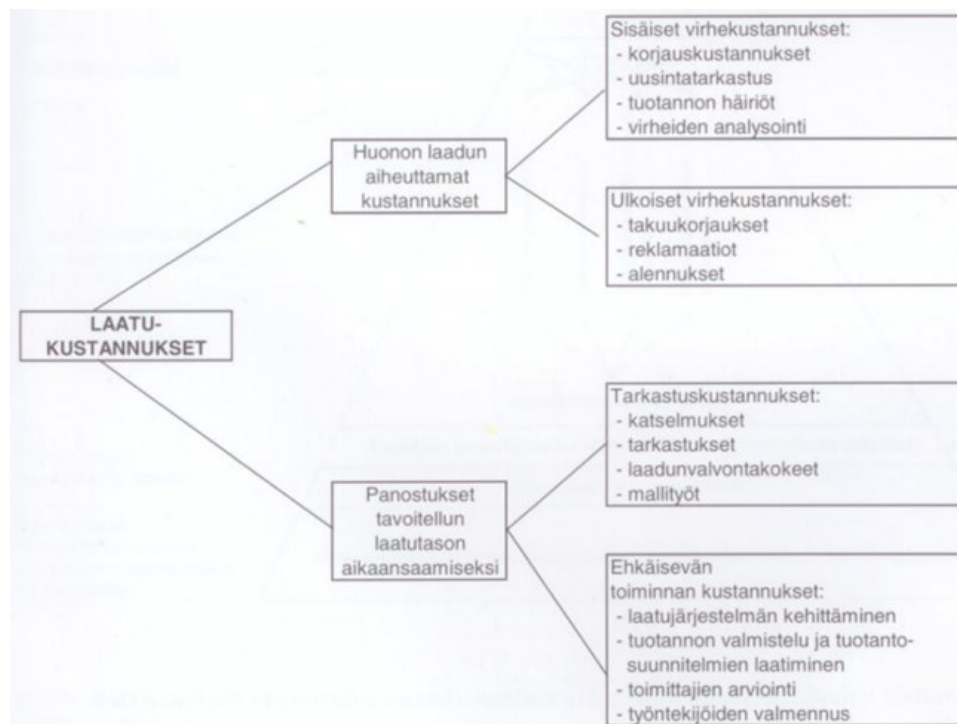 Sisäiset virhekustannukset:
- korjauskustannukset
- uusintatarkastus
- tuotannon häiriöt
- virheiden analysointi
Huonon laadun
aiheuttamat
kustannukset
Ulkoiset virhekustannukset:
- takuukorjaukset
- reklamaatiot
- alennukset
LAATU-
KUSTANNUKSET
Tarkastuskustannukset:
- katselmukset
- tarkastukset
- laadunvalvontakokeet
- mallityöt
Panostukset
tavoitellun
laatutason
aikaansaamiseksi
Ehkäisevän
toiminnan kustannukset:
- laatujärjestelmän kehittäminen
- tuotannon valmistelu ja tuotanto-
suunnitelmien laatiminen
- toimittajien arviointi
- työntekijöiden valmennus